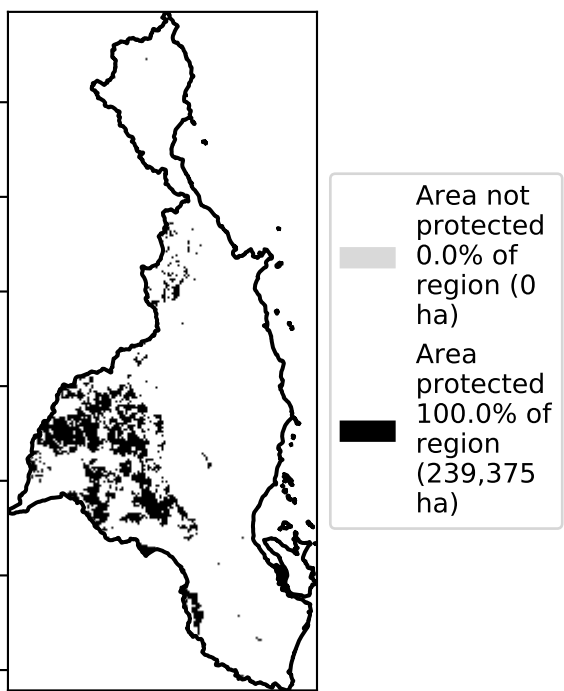 Area not
protected
0.0% of
region (0
ha)
Area
protected
100.0% of
region
(239,375
ha)